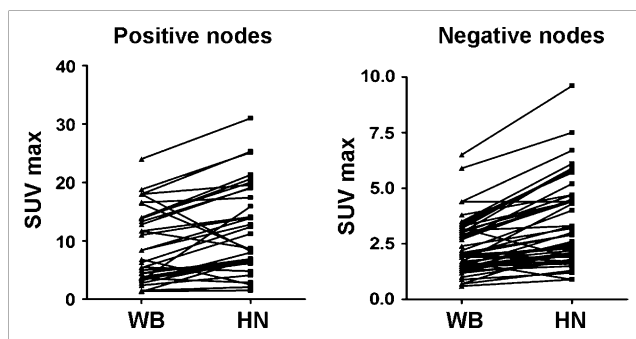 Positive nodes
SUV max
40
30
20
10
0
WB HN
Negative nodes
SUV max
10.0
7.5
5.0
2.5
0.0
WB HN